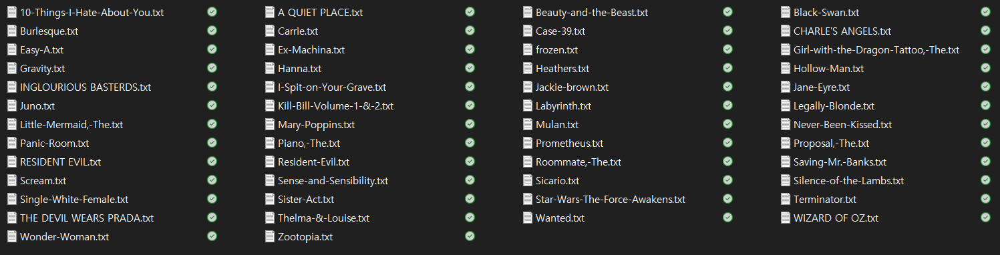 10-Things-I-Hate-About-You.txt A QUIET PLACE.txt Beauty-and-the-Beast.txt Black-Swan.txt
Burlesque.txt Carrie.txt Case-39.txt CHARLE'S ANGELS.txt
Easy-A.txt Ex-Machina.txt frozen.txt Girl-with-the-Dragon-Tattoo,-The.txt
Gravity.txt Hanna.txt Heathers.txt Hollow-Man.txt
INGLOURIOUS BASTERDS.txt I-Spit-on-Your-Grave.txt Jackie-brown.txt Jane-Eyre.txt
Juno.txt Kill-Bill-Volume-1-&-2.txt Labyrinth.txt Legally-Blonde.txt
Little-Mermaid,-The.txt Mary-Poppins.txt Mulan.txt Never-Been-Kissed.txt
Panic-Room.txt Piano,-The.txt Prometheus.txt Proposal,-The.txt
RESIDENT EVIL.txt Resident-Evil.txt Roommate,-The.txt Saving-Mr.-Banks.txt
Scream.txt Sense-and-Sensibility.txt Sicario.txt Silence-of-the-Lambs.txt
Single-White-Female.txt Sister-Act.txt Star-Wars-The-Force-Awakens.txt Terminator.txt
THE DEVIL WEARS PRADA.txt Thelma-&-Louise.txt Wanted.txt WIZARD OF OZ.txt
Wonder-Woman.txt Zootopia.txt